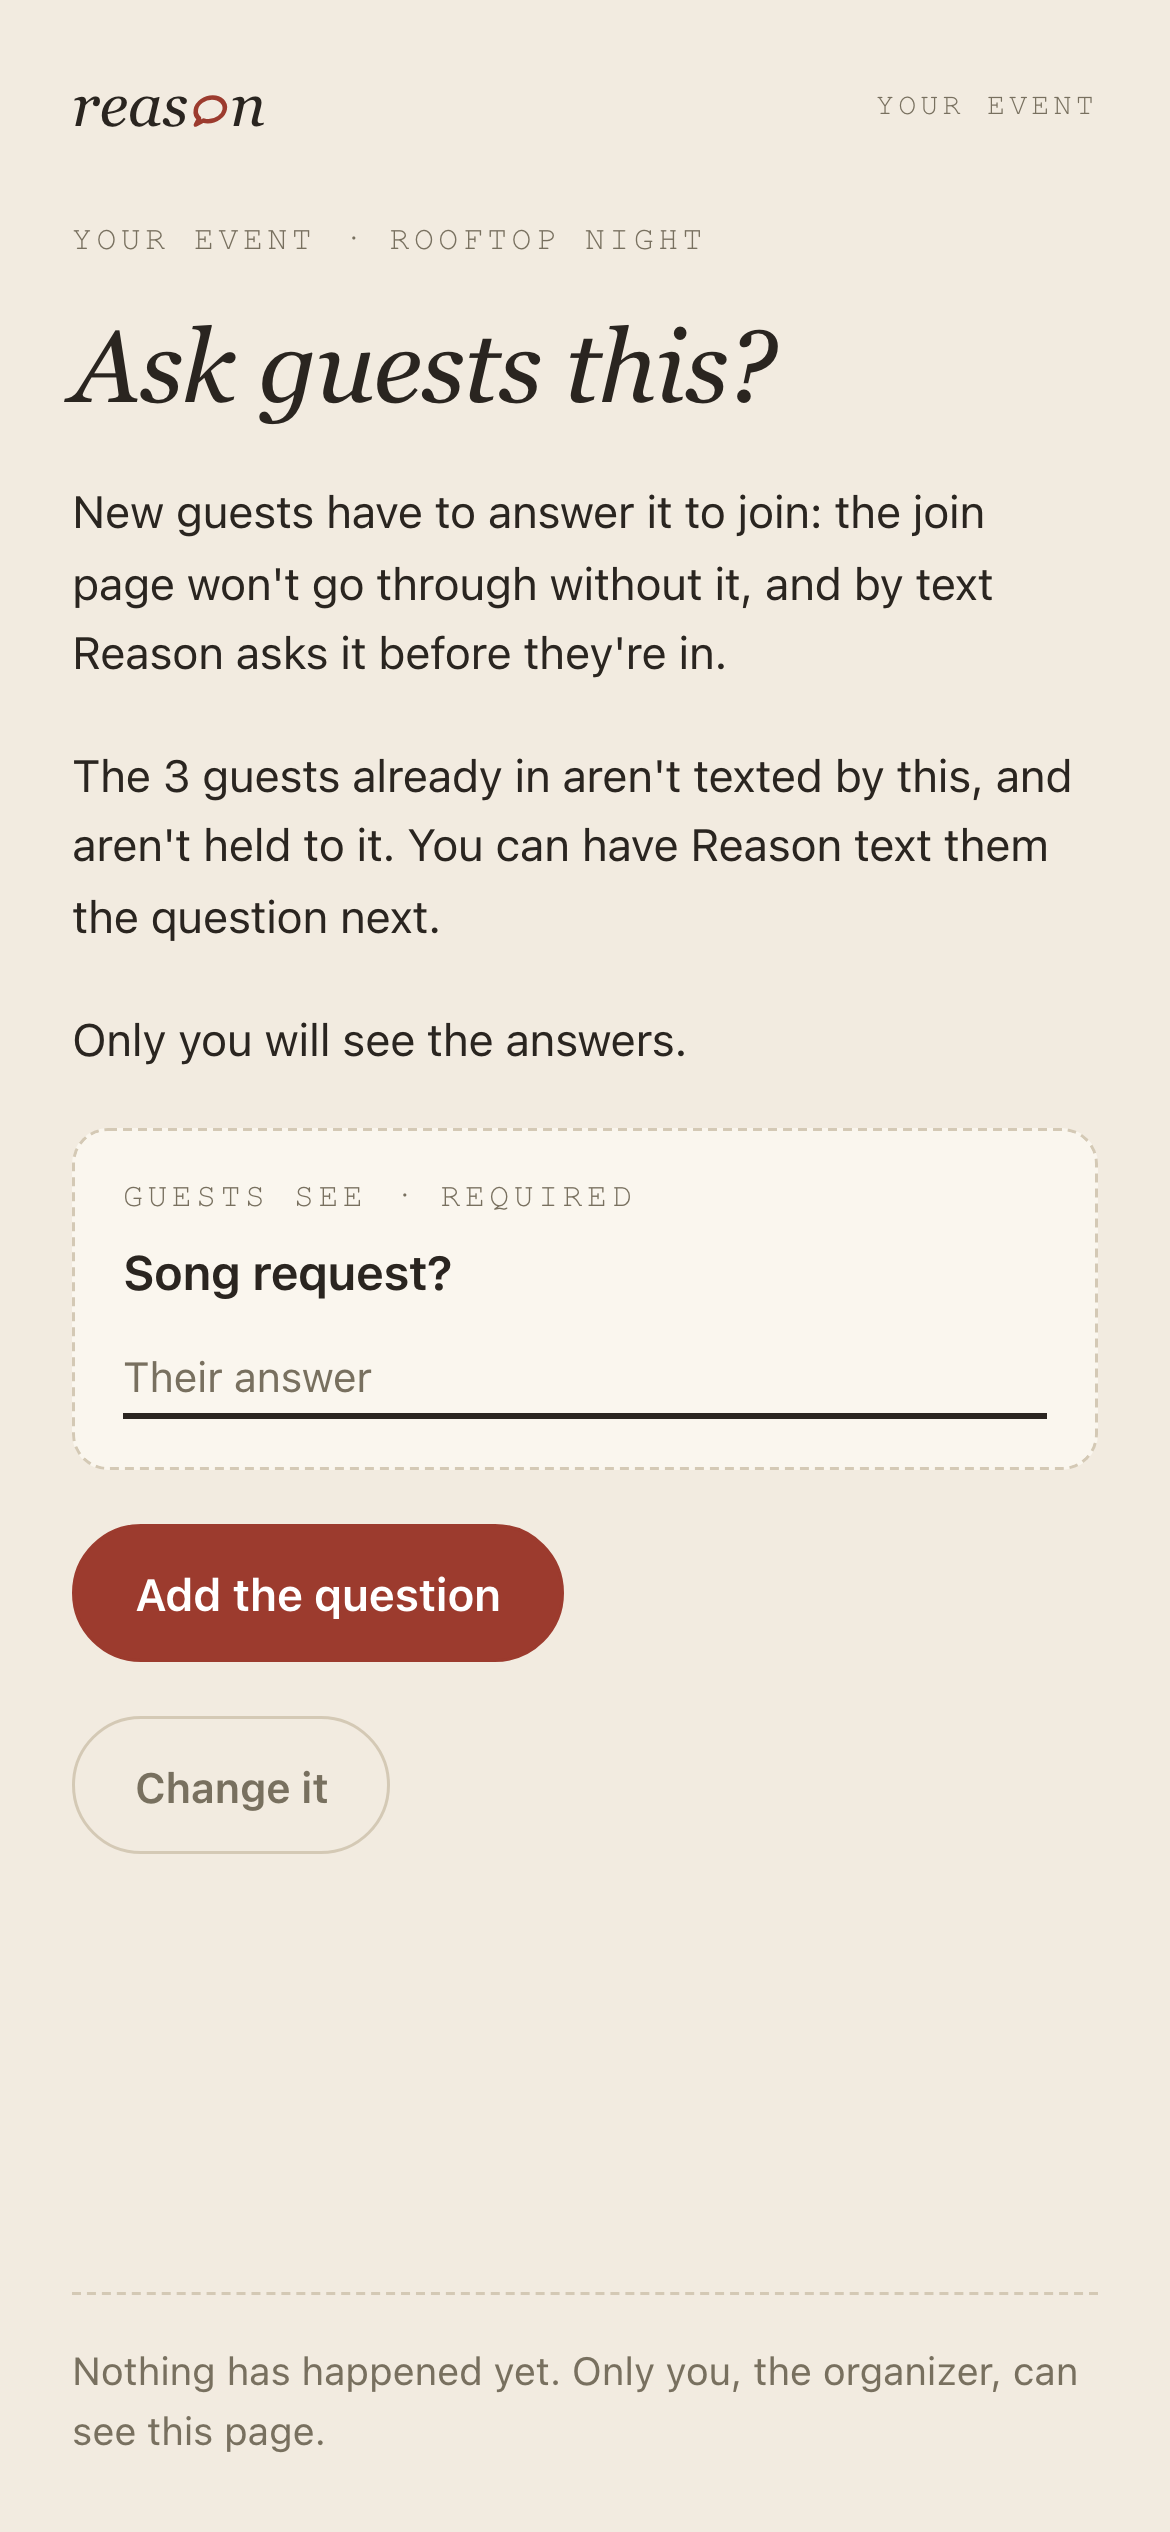 reason
YOUR EVENT
YOUR EVENT · ROOFTOP NIGHT
Ask guests this?
New guests have to answer it to join: the join
page won't go through without it, and by text
Reason asks it before they're in.
The 3 guests already in aren't texted by this, and
aren't held to it. You can have Reason text them
the question next.
Only you will see the answers.
GUESTS SEE · REQUIRED
Song request?
Their answer
Add the question
Change it
Nothing has happened yet. Only you, the organizer, can
see this page.